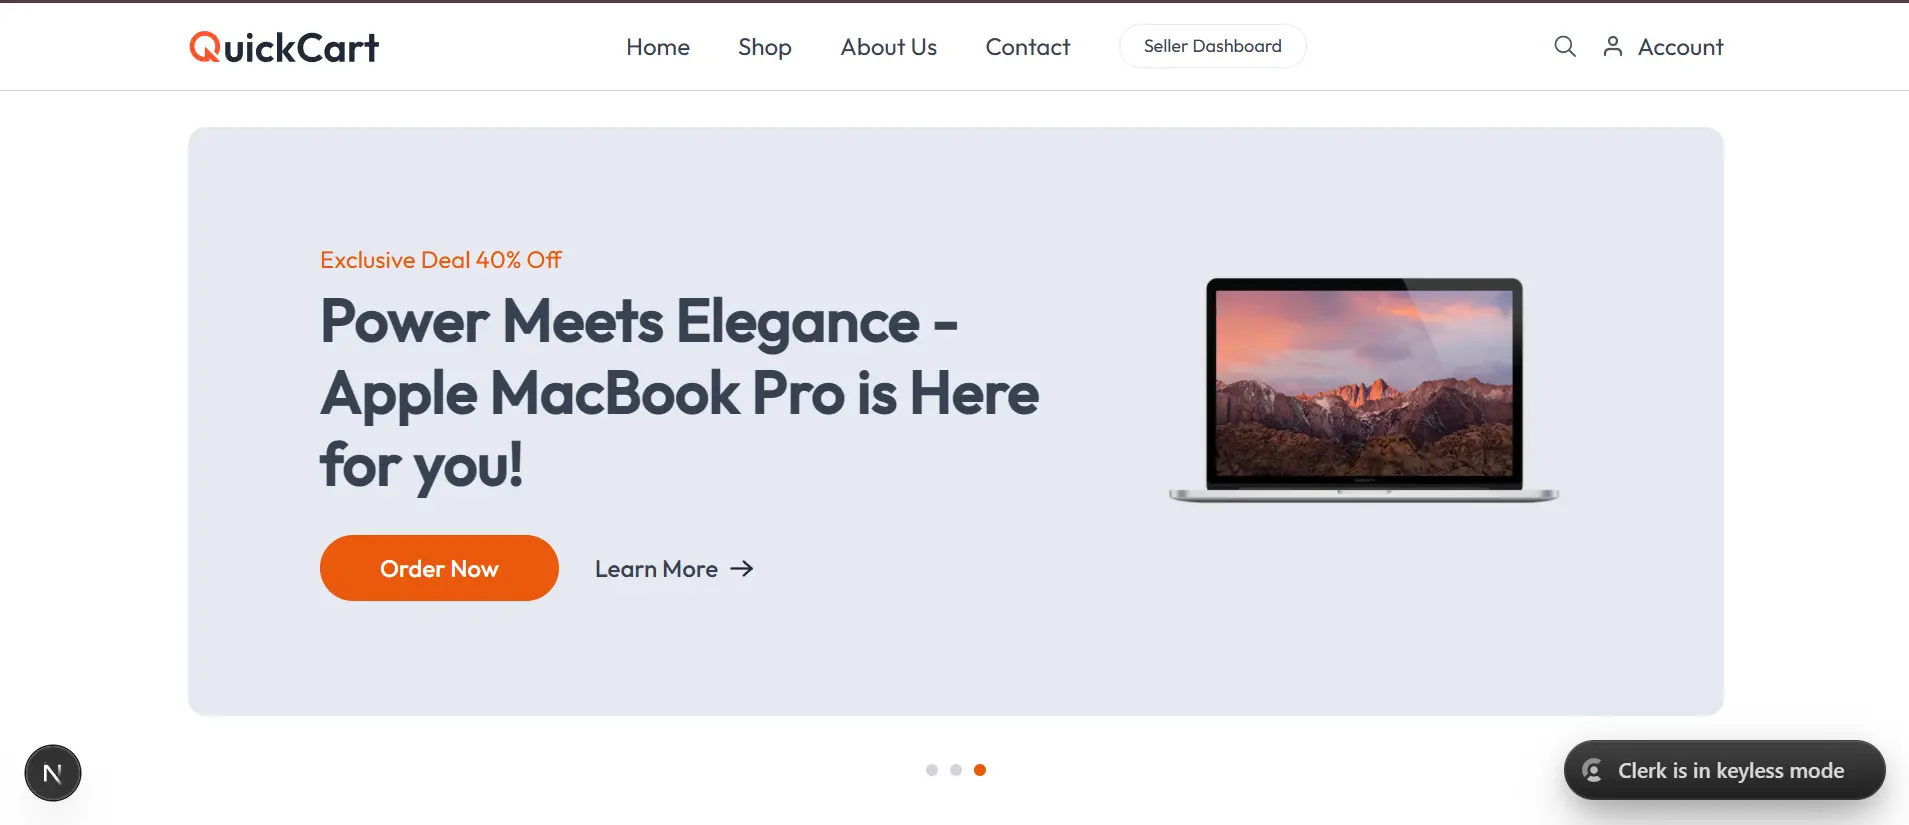 QuickCart
Home
Shop
About Us
Contact
Seller Dashboard
Account
Exclusive Deal 40% Off
Power Meets Elegance -
Apple MacBook Pro is Here
for you!
Order Now
Learn More →
N
Clerk is in keyless mode